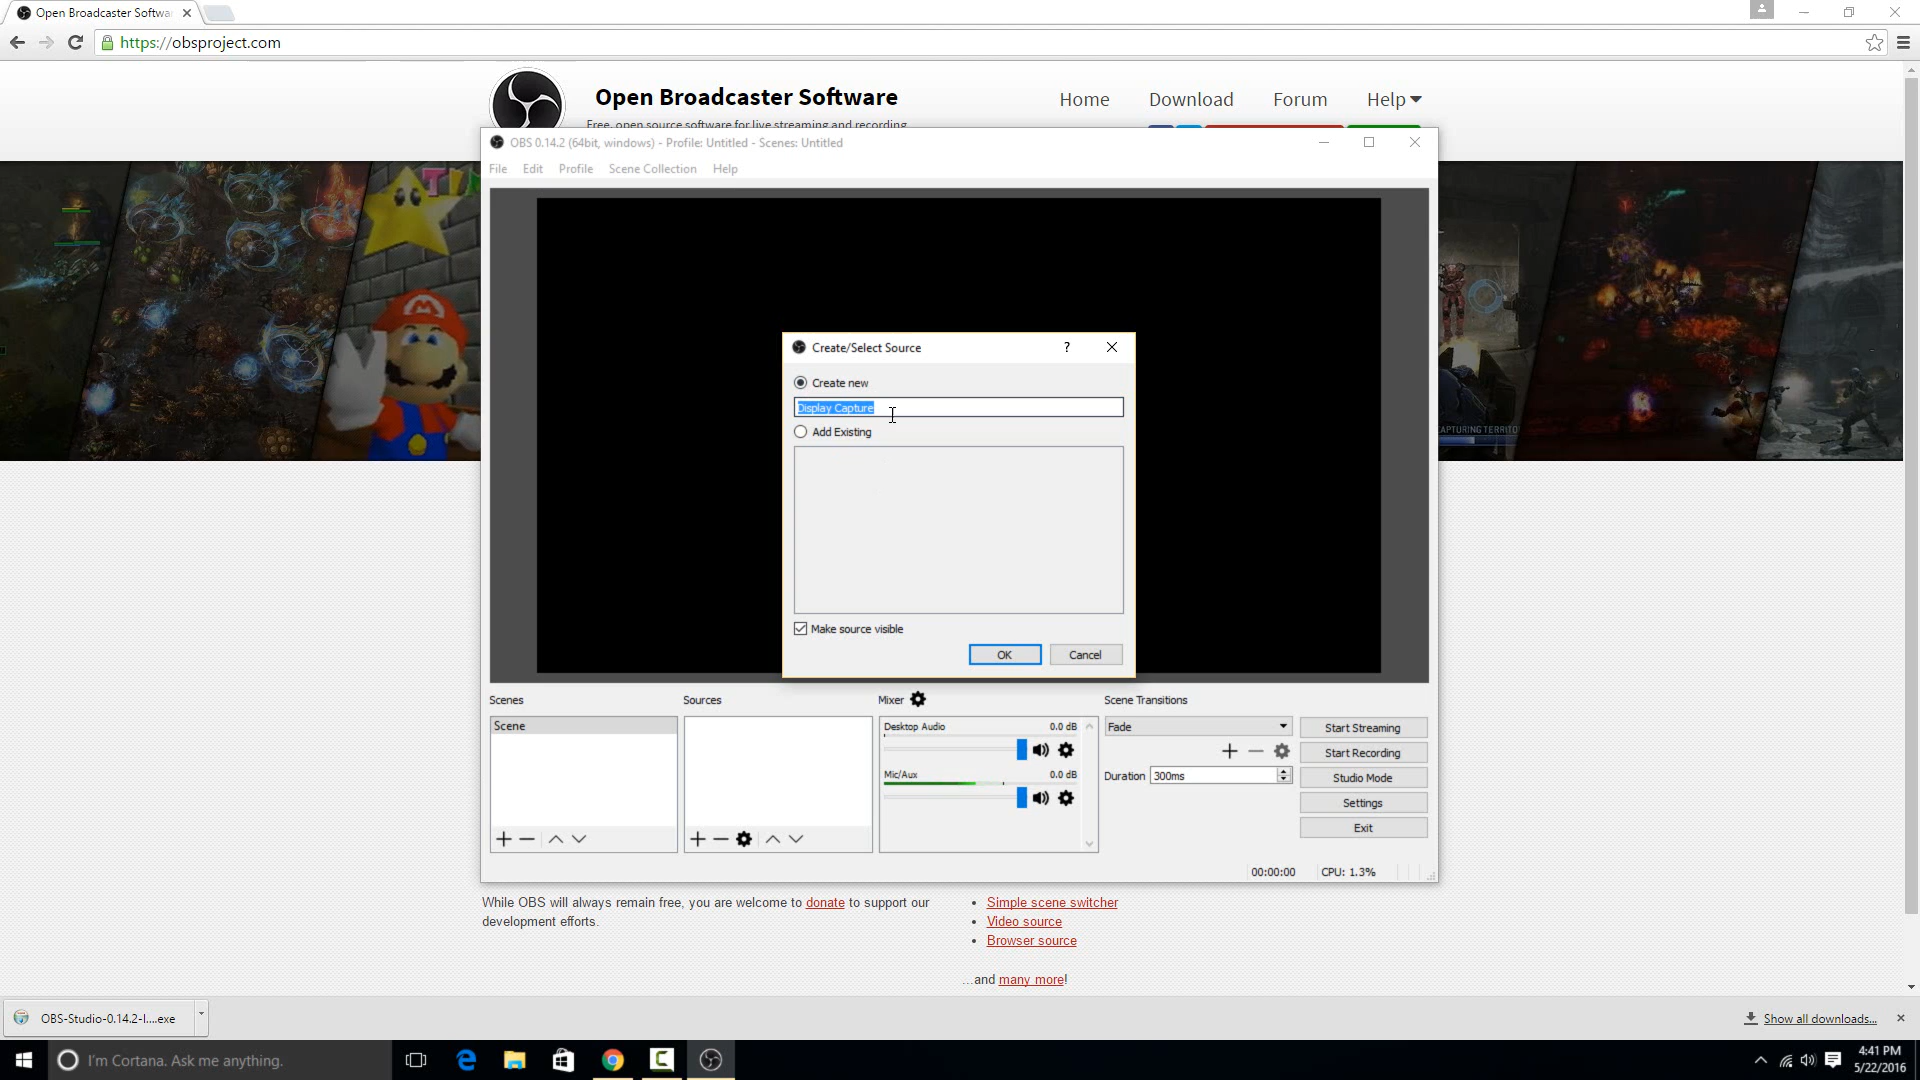 Open Broadcaster Softwa
https://obsproject.com
Open Broadcaster Software
Home Download Forum Help
Free, open source software for live streaming and recording
OBS 0.14.2 (64bit, windows) - Profile: Untitled - Scenes: Untitled
File Edit Profile Scene Collection Help
Create/Select Source ?
Create new
Display Capture
Add Existing
CAPTURING TERRITO
Make source visible
OK Cancel
Scenes Sources Mixer Scene Transitions
Scene
Desktop Audio 0.0 dB
Fade
Start Streaming
Start Recording
Mic/Aux 0.0 dB
Duration 300ms
Studio Mode
Settings
Exit
00:00:00 CPU: 1.3%
While OBS will always remain free, you are welcome to donate to support our
development efforts.
Simple scene switcher
Video source
Browser source
…and many more!
OBS-Studio-0.14.2-I....exe
Show all downloads...
I'm Cortana. Ask me anything.
4:41 PM
5/22/2016